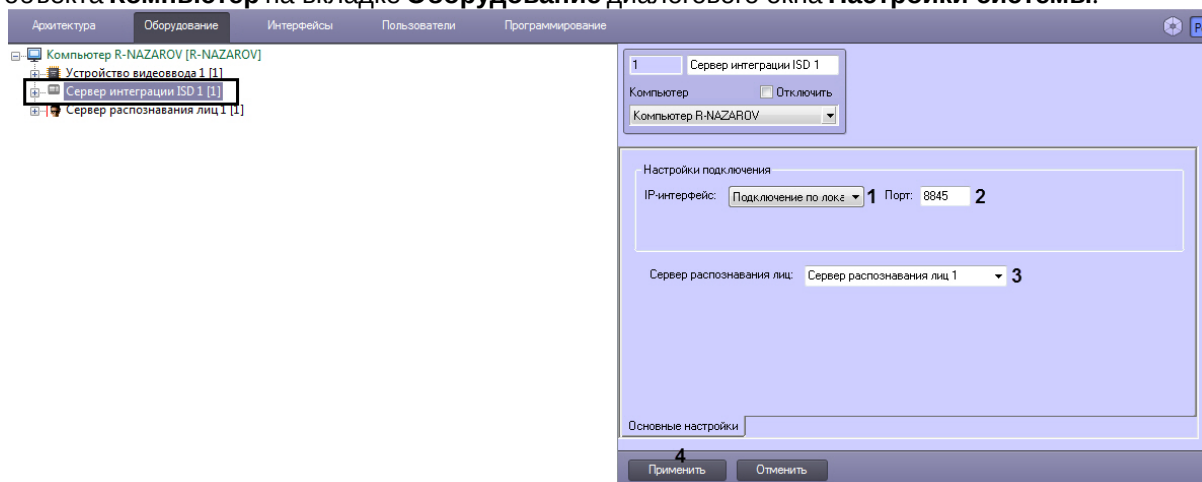 объекта Компьютер на вкладке Оборудование диалогового окна Настройки системы.
Архитектура Оборудование Интерфейсы Пользователи Программирование
Компьютер R-NAZAROV [R-NAZAROV]
Устройство видеоввода 1 [1]
Сервер интеграции ISD 1 [1]
Сервер распознавания лиц 1 [1]
1 Сервер интеграции ISD 1
Компьютер Отключить
Компьютер R-NAZAROV
Настройки подключения
IP-интерфейс: Подключение по лока 1 Порт: 8845 2
Сервер распознавания лиц: Сервер распознавания лиц 1 3
Основные настройки
4
Применить Отменить